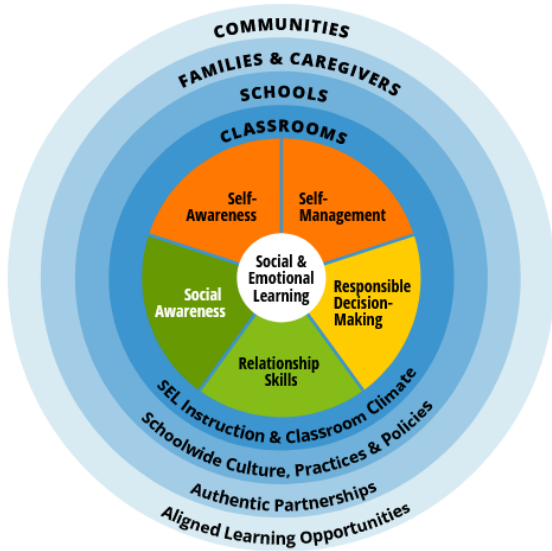 COMMUNITIES
FAMILIES & CAREGIVERS
SCHOOLS
CLASSROOMS
Self-
Awareness
Self-
Management
Social &
Emotional
Learning
Social
Awareness
Responsible
Decision-
Making
Relationship
Skills
SEL Instruction & Classroom Climate
Schoolwide Culture, Practices & Policies
Authentic Partnerships
Aligned Learning Opportunities